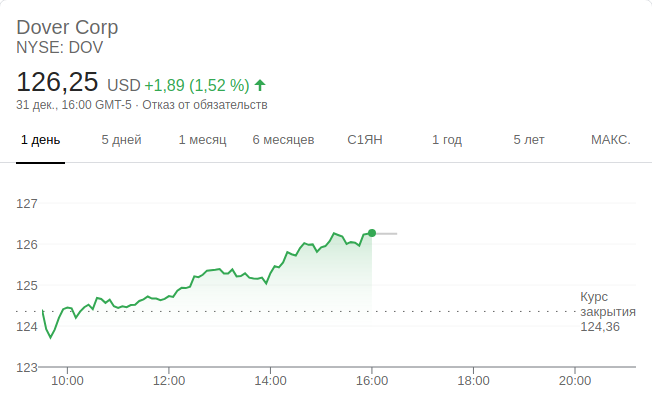 Dover Corp
NYSE: DOV
126,25 USD +1,89 (1,52 %) ↑
31 дек., 16:00 GMT-5 · Отказ от обязательств
1 день 5 дней 1 месяц 6 месяцев С1ЯН 1 год 5 лет МАКС.
127
126
125
Курс
закрытия
124,36
124
123
10:00 12:00 14:00 16:00 18:00 20:00